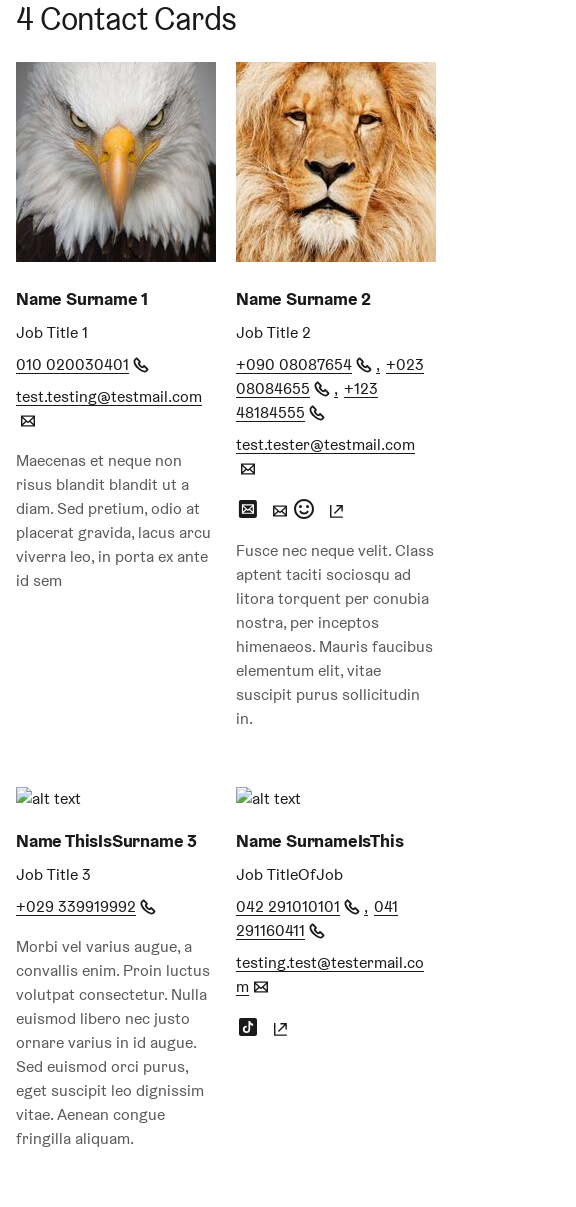 4 Contact Cards
Name Surname 1
Job Title 1
010 020030401
test.testing@testmail.com
Maecenas et neque non
risus blandit blandit ut a
diam. Sed pretium, odio at
placerat gravida, lacus arcu
viverra leo, in porta ex ante
id sem
Name Surname 2
Job Title 2
+090 08087654 , +023
08084655 , +123
48184555
test.tester@testmail.com
Fusce nec neque velit. Class
aptent taciti sociosqu ad
litora torquent per conubia
nostra, per inceptos
himenaeos. Mauris faucibus
elementum elit, vitae
suscipit purus sollicitudin
in.
alt text
Name ThisIsSurname 3
Job Title 3
+029 339919992
Morbi vel varius augue, a
convallis enim. Proin luctus
volutpat consectetur. Nulla
euismod libero nec justo
ornare varius in id augue.
Sed euismod orci purus,
eget suscipit leo dignissim
vitae. Aenean congue
fringilla aliquam.
alt text
Name SurnameIsThis
Job TitleOfJob
042 291010101 , 041
291160411
testing.test@testermail.co
m